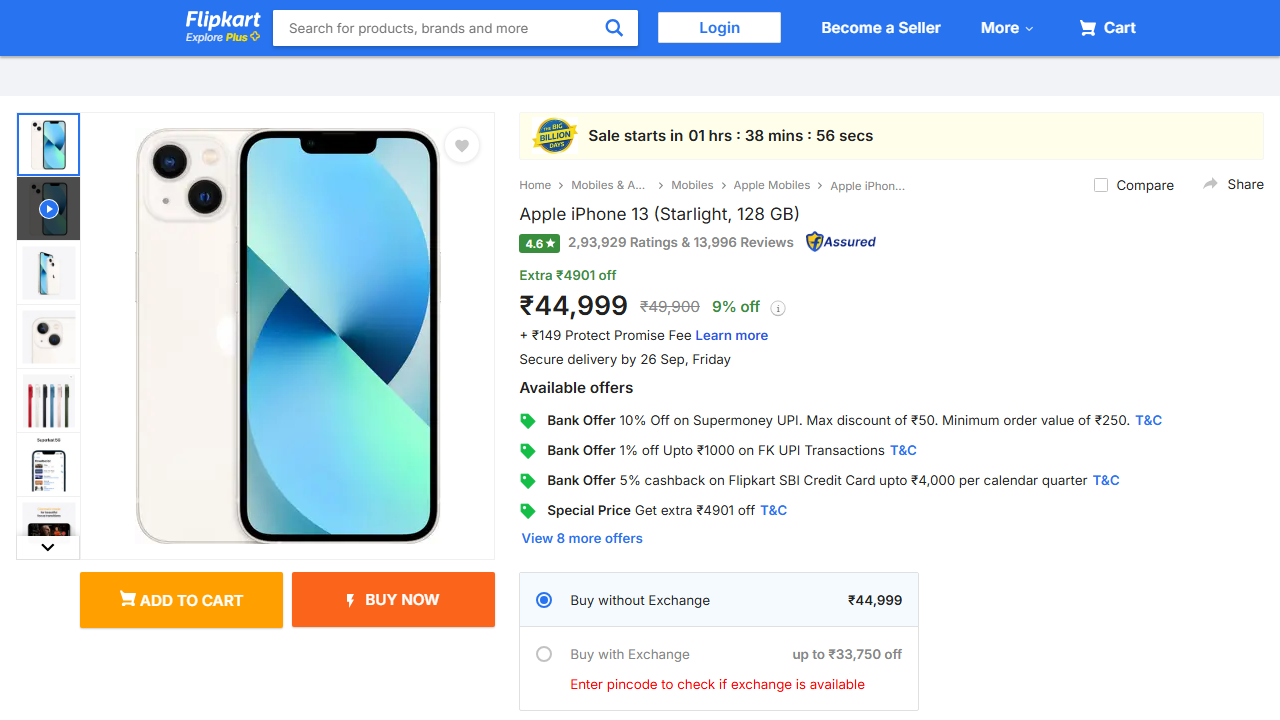 Flipkart
Explore Plus
Search for products, brands and more
Login
Become a Seller
More
Cart
THE BIG BILLION DAYS
Sale starts in 01 hrs : 38 mins : 56 secs
Home
Mobiles & A...
Mobiles
Apple Mobiles
Apple iPhon...
Compare
Share
Apple iPhone 13 (Starlight, 128 GB)
4.6★ 2,93,929 Ratings & 13,996 Reviews Assured
Extra ₹4901 off
₹44,999 ₹49,900 9% off
+ ₹149 Protect Promise Fee Learn more
Secure delivery by 26 Sep, Friday
Available offers
Bank Offer 10% Off on Supermoney UPI. Max discount of ₹50. Minimum order value of ₹250. T&C
Bank Offer 1% off Upto ₹1000 on FK UPI Transactions T&C
Bank Offer 5% cashback on Flipkart SBI Credit Card upto ₹4,000 per calendar quarter T&C
Special Price Get extra ₹4901 off T&C
View 8 more offers
ADD TO CART
BUY NOW
Buy without Exchange ₹44,999
Buy with Exchange up to ₹33,750 off
Enter pincode to check if exchange is available